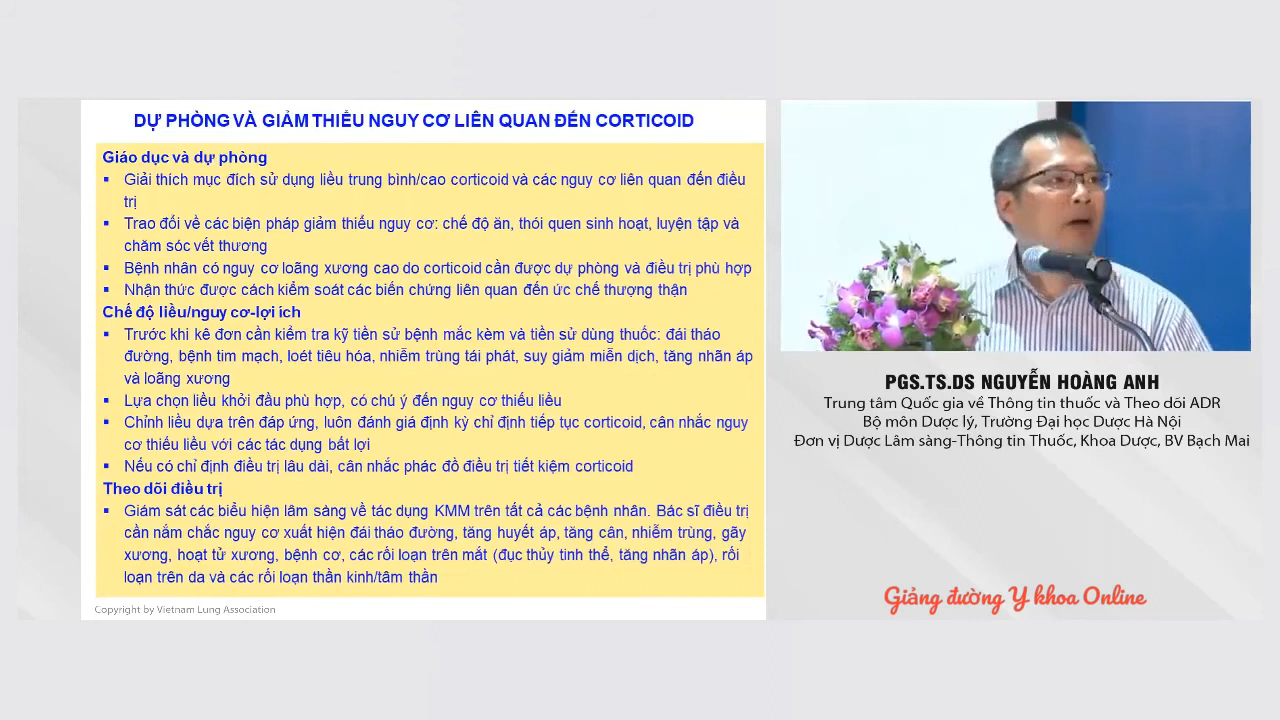 DỰ PHÒNG VÀ GIẢM THIỂU NGUY CƠ LIÊN QUAN ĐẾN CORTICOID
Giáo dục và dự phòng
▪ Giải thích mục đích sử dụng liều trung bình/cao corticoid và các nguy cơ liên quan đến điều
trị
▪ Trao đổi về các biện pháp giảm thiểu nguy cơ: chế độ ăn, thói quen sinh hoạt, luyện tập và
chăm sóc vết thương
▪ Bệnh nhân có nguy cơ loãng xương cao do corticoid cần được dự phòng và điều trị phù hợp
▪ Nhận thức được cách kiểm soát các biến chứng liên quan đến ức chế thượng thận
Chế độ liều/nguy cơ-lợi ích
▪ Trước khi kê đơn cần kiểm tra kỹ tiền sử bệnh mắc kèm và tiền sử dùng thuốc: đái tháo
đường, bệnh tim mạch, loét tiêu hóa, nhiễm trùng tái phát, suy giảm miễn dịch, tăng nhãn áp
và loãng xương
▪ Lựa chọn liều khởi đầu phù hợp, có chú ý đến nguy cơ thiếu liều
▪ Chỉnh liều dựa trên đáp ứng, luôn đánh giá định kỳ chỉ định tiếp tục corticoid, cân nhắc nguy
cơ thiếu liều với các tác dụng bất lợi
▪ Nếu có chỉ định điều trị lâu dài, cân nhắc phác đồ điều trị tiết kiệm corticoid
Theo dõi điều trị
▪ Giám sát các biểu hiện lâm sàng về tác dụng KMM trên tất cả các bệnh nhân. Bác sĩ điều trị
cần nắm chắc nguy cơ xuất hiện đái tháo đường, tăng huyết áp, tăng cân, nhiễm trùng, gãy
xương, hoạt tử xương, bệnh cơ, các rối loạn trên mắt (đục thủy tinh thể, tăng nhãn áp), rối
loạn trên da và các rối loạn thần kinh/tâm thần
Copyright by Vietnam Lung Association
PGS.TS.DS NGUYỄN HOÀNG ANH
Trung tâm Quốc gia về Thông tin thuốc và Theo dõi ADR
Bộ môn Dược lý, Trường Đại học Dược Hà Nội
Đơn vị Dược Lâm sàng-Thông tin Thuốc, Khoa Dược, BV Bạch Mai
Giảng đường Y khoa Online